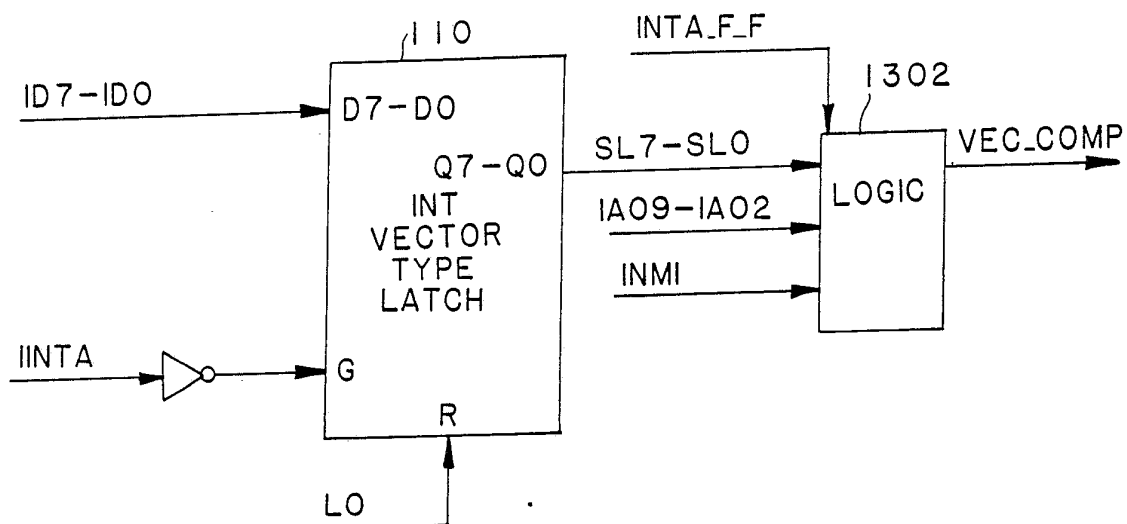 110
INTA_F_F
1302
ID7-ID0
D7-D0
Q7-Q0
SL7-SL0
VEC_COMP
LOGIC
INT
VECTOR
TYPE
LATCH
IA09-IA02
INMI
IINTA
G
R
LO